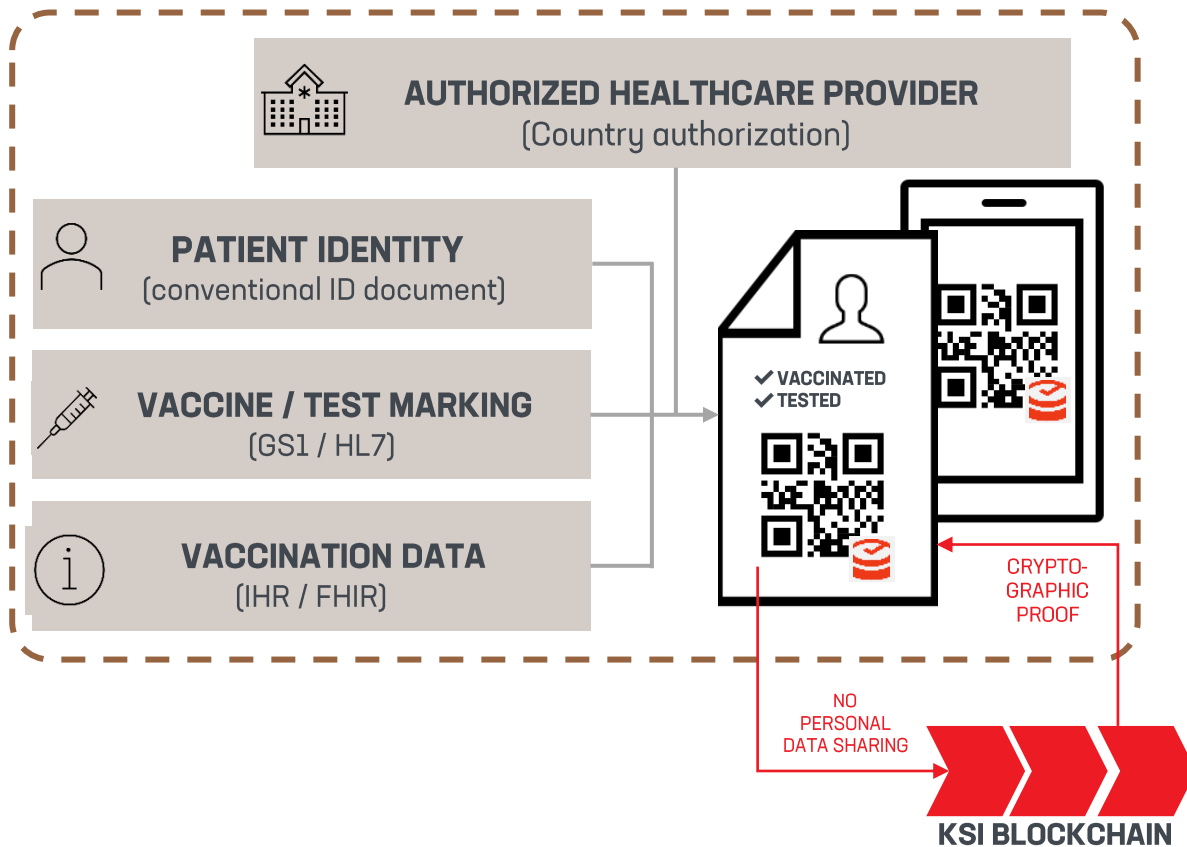 AUTHORIZED HEALTHCARE PROVIDER
(Country authorization)
PATIENT IDENTITY
(conventional ID document)
VACCINE / TEST MARKING
(GS1 / HL7)
VACCINATION DATA
(IHR / FHIR)
VACCINATED
TESTED
CRYPTO-
GRAPHIC
PROOF
NO
PERSONAL
DATA SHARING
KSI BLOCKCHAIN